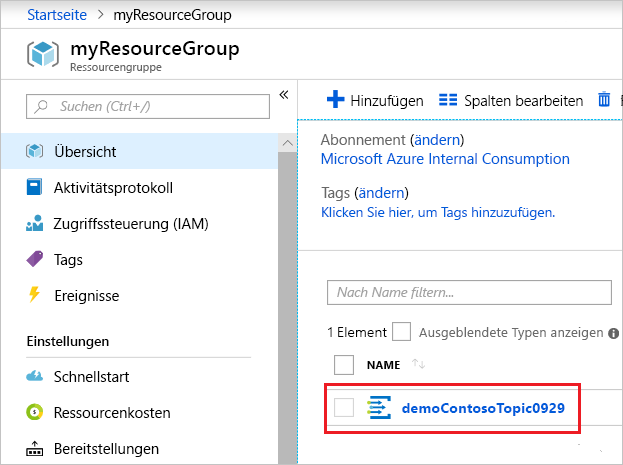 Startseite > myResourceGroup
myResourceGroup
Ressourcengruppe
Suchen (Ctrl+/)
«
Übersicht
Aktivitätsprotokoll
Zugriffssteuerung (IAM)
Tags
Ereignisse
Einstellungen
Schnellstart
Ressourcenkosten
Bereitstellungen
Hinzufügen Spalten bearbeiten
Abonnement (ändern)
Microsoft Azure Internal Consumption
Tags (ändern)
Klicken Sie hier, um Tags hinzuzufügen.
Nach Name filtern...
1 Element Ausgeblendete Typen anzeigen
NAME
demoContosoTopic0929